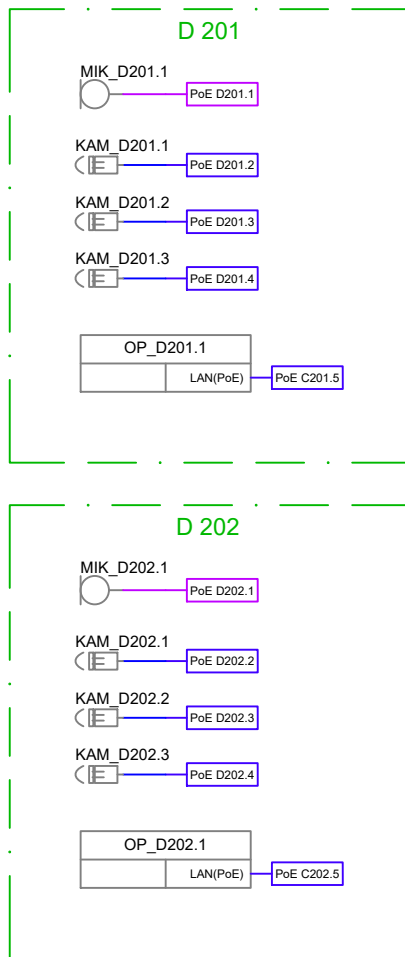 D 201
MIK_D201.1
PoE D201.1
KAM_D201.1
PoE D201.2
KAM_D201.2
PoE D201.3
KAM_D201.3
PoE D201.4
OP_D201.1
LAN(PoE)
PoE C201.5
D 202
MIK_D202.1
PoE D202.1
KAM_D202.1
PoE D202.2
KAM_D202.2
PoE D202.3
KAM_D202.3
PoE D202.4
OP_D202.1
LAN(PoE)
PoE C202.5